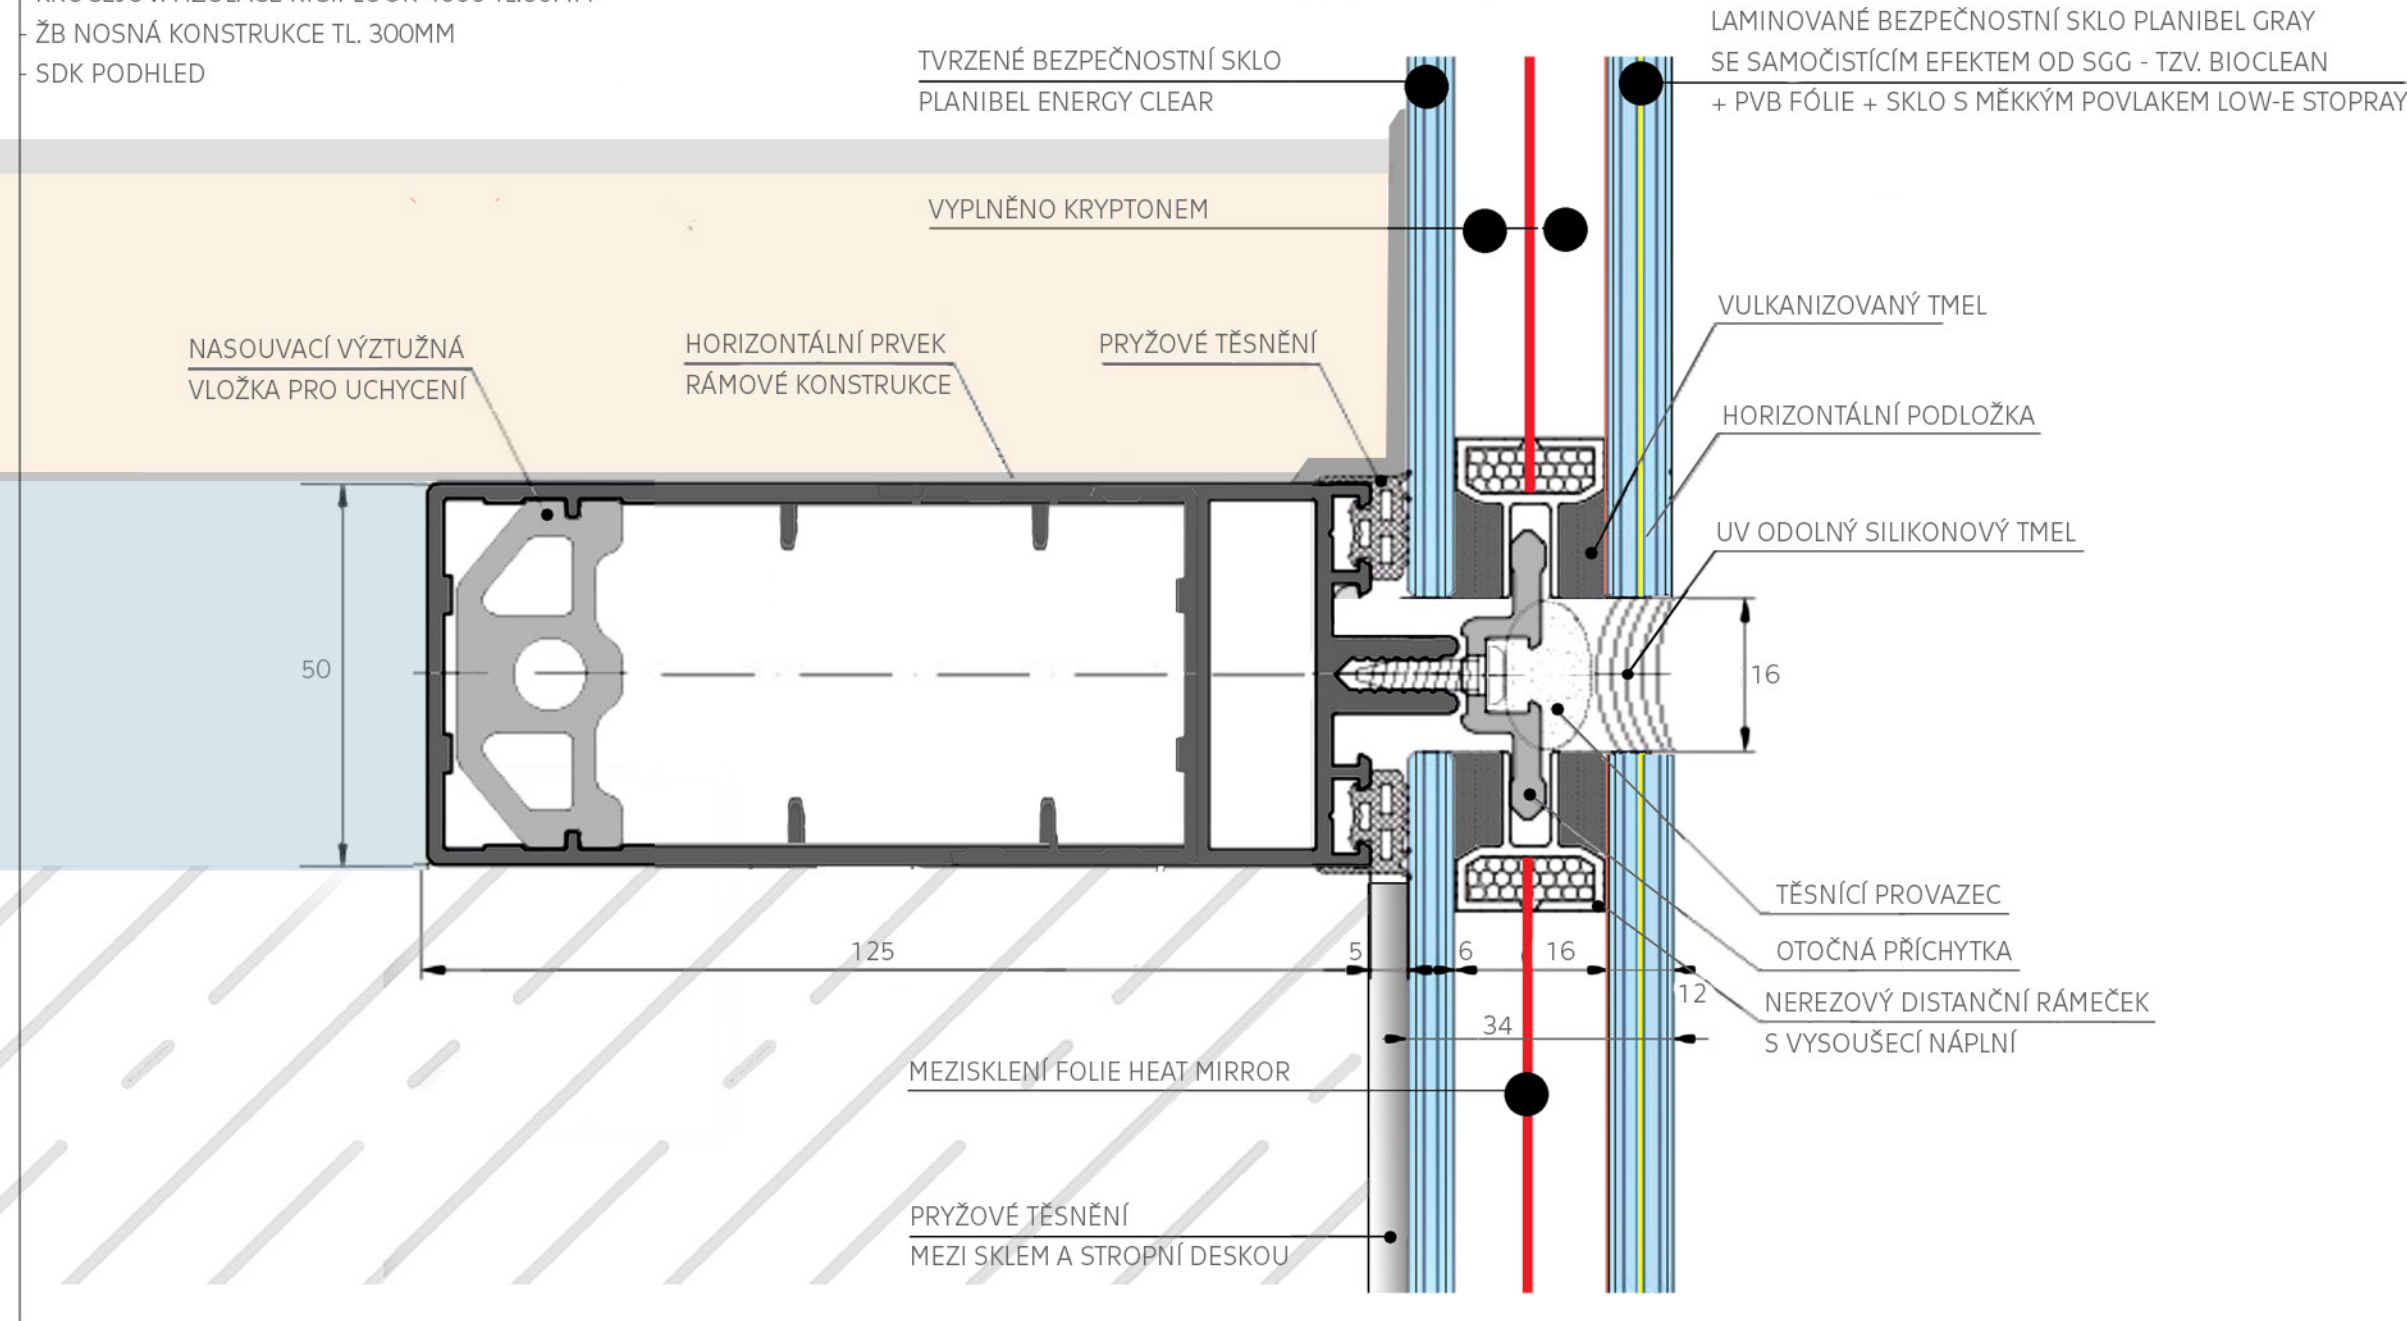 - ŽB NOSNÁ KONSTRUKCE TL. 300MM
- SDK PODHLED
TVRZENÉ BEZPEČNOSTNÍ SKLO
PLANIBEL ENERGY CLEAR
LAMINOVANÉ BEZPEČNOSTNÍ SKLO PLANIBEL GRAY
SE SAMOČISTÍCÍM EFEKTEM OD SGG - TZV. BIOCLEAN
+ PVB FÓLIE + SKLO S MĚKKÝM POVLAKEM LOW-E STOPRAY
VYPLNĚNO KRYPTONEM
VULKANIZOVANÝ TMEL
NASOUVACÍ VÝZTUŽNÁ
VLOŽKA PRO UCHYCENÍ
HORIZONTÁLNÍ PRVEK
RÁMOVÉ KONSTRUKCE
PRYŽOVÉ TĚSNĚNÍ
HORIZONTÁLNÍ PODLOŽKA
UV ODOLNÝ SILIKONOVÝ TMEL
50
16
TĚSNÍCÍ PROVAZEC
OTOČNÁ PŘÍCHYTKA
NEREZOVÝ DISTANČNÍ RÁMEČEK
S VYSOUŠECÍ NÁPLNÍ
125
5
6
16
12
34
MEZISKLENÍ FOLIE HEAT MIRROR
PRYŽOVÉ TĚSNĚNÍ
MEZI SKLEM A STROPNÍ DESKOU